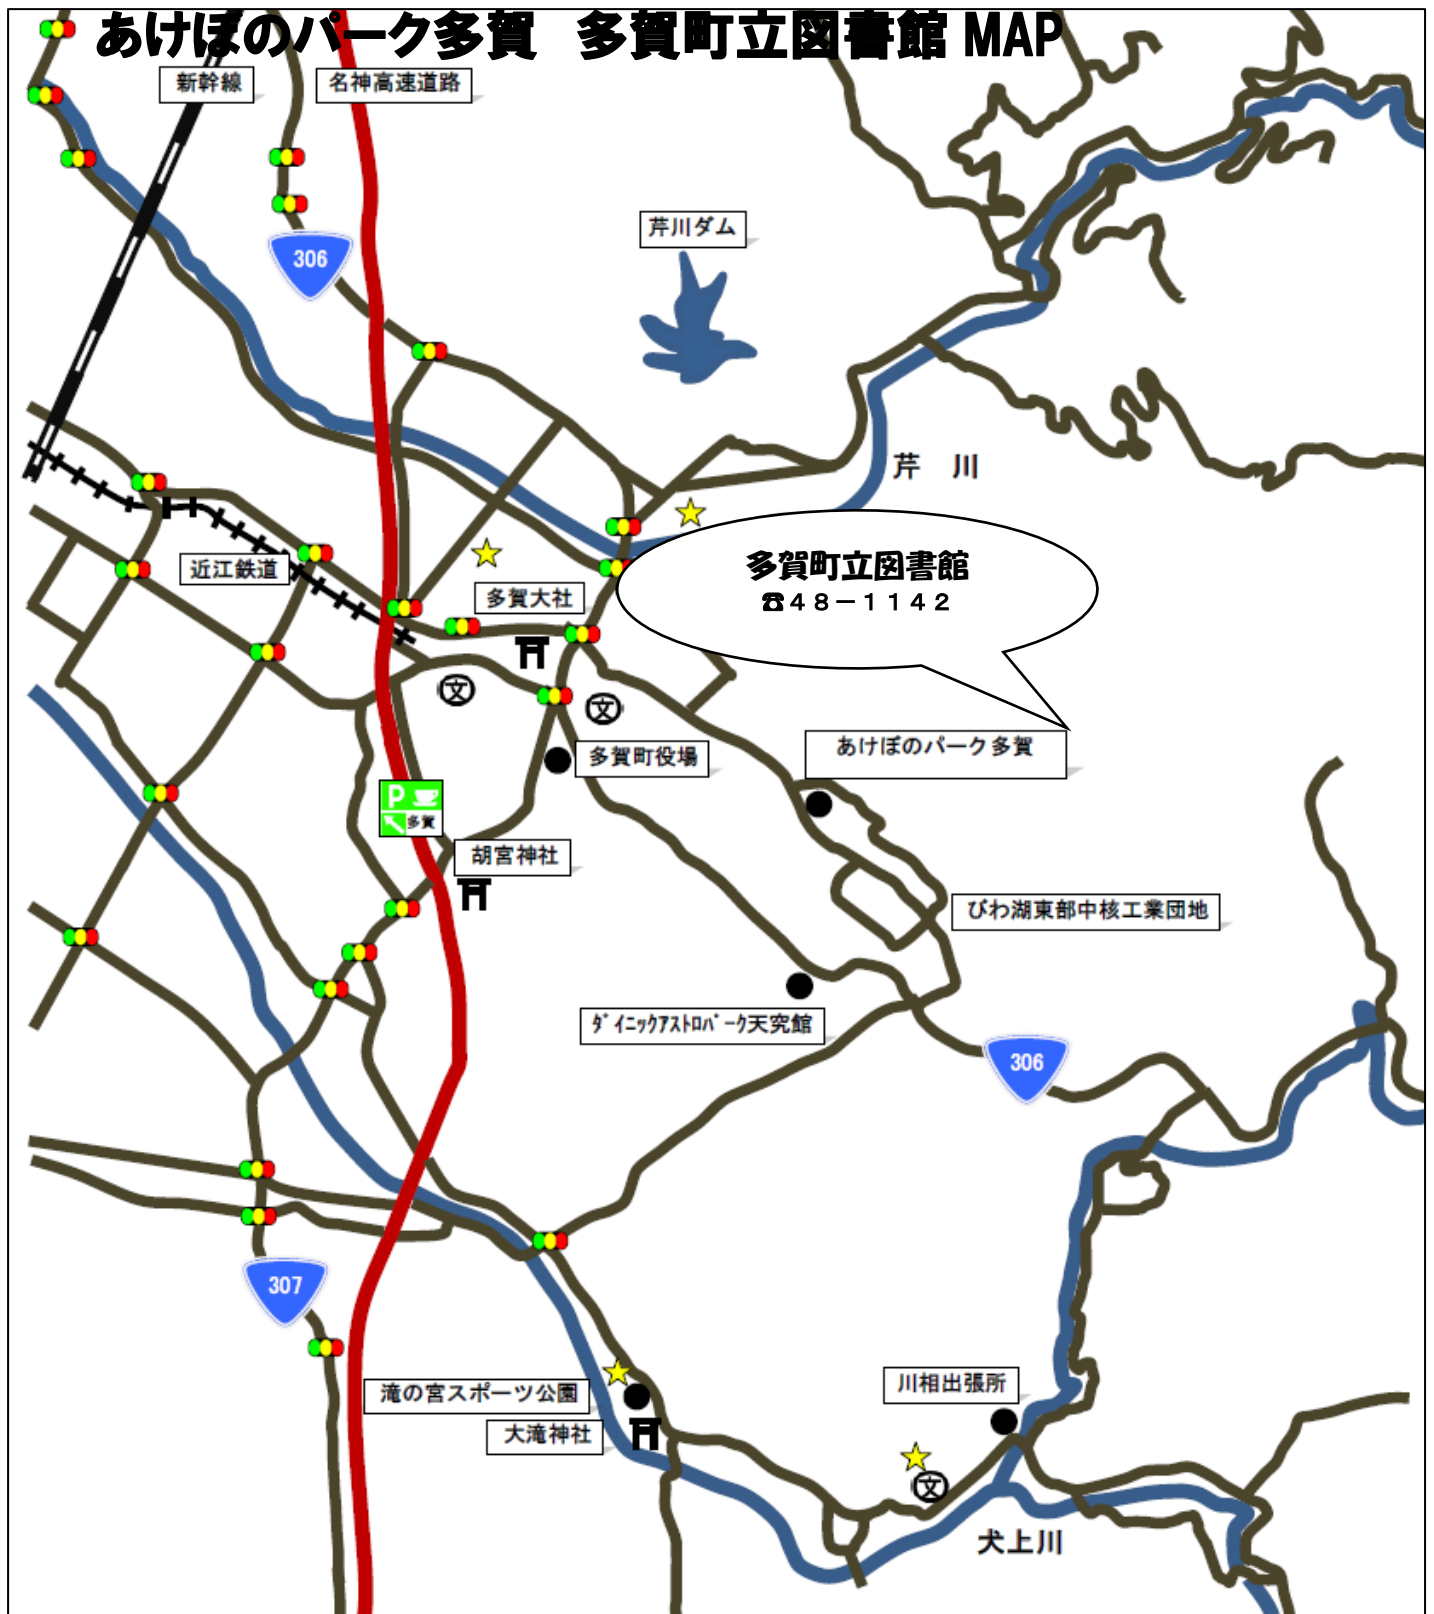 あけぼのパーク多賀　多賀町立図書館 MAP
新幹線
名神高速道路
芹川ダム
306
芹　川
多賀町立図書館
☎４８－１１４２
近江鉄道
多賀大社
文
文
多賀町役場
あけぼのパーク多賀
P
多賀
胡宮神社
びわ湖東部中核工業団地
ﾀﾞｲﾆｯｸｱｽﾄﾛﾊﾟｰｸ天究館
306
307
滝の宮スポーツ公園
大滝神社
川相出張所
文
犬上川